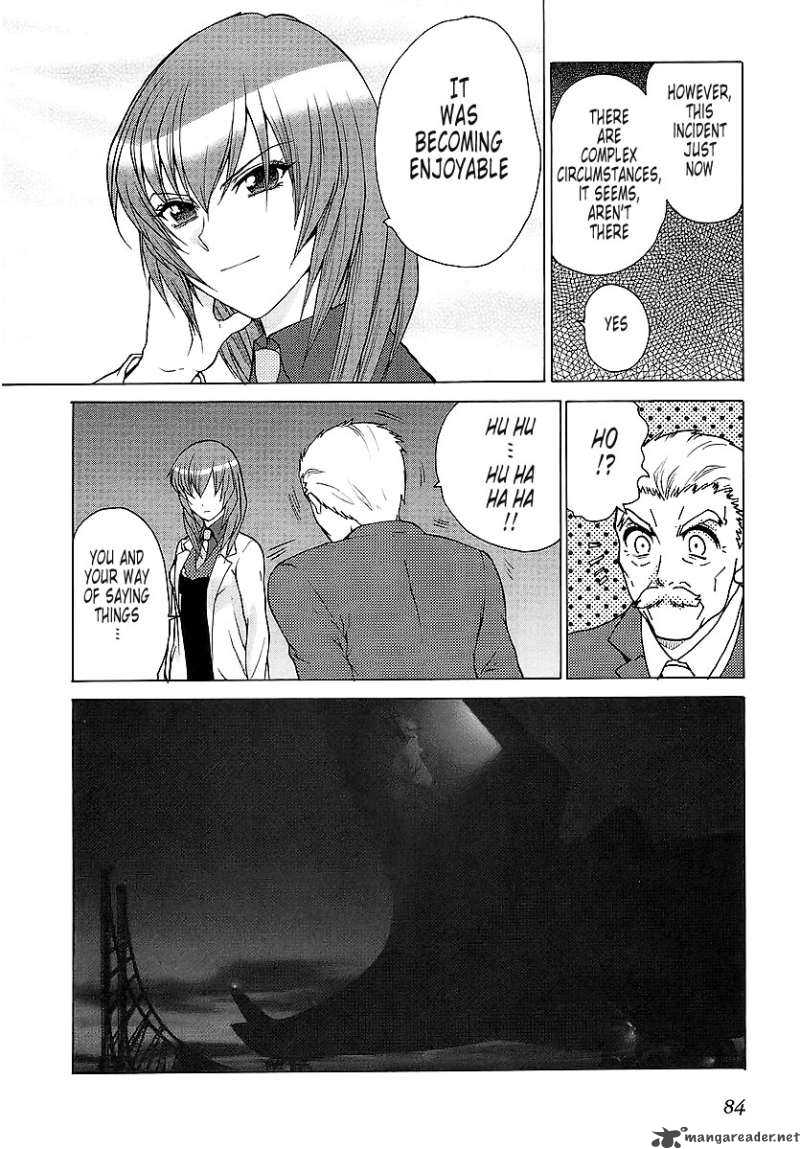 HOWEVER,
THIS
INCIDENT
JUST
NOW
THERE
ARE
COMPLEX
CIRCUMSTANCES,
IT SEEMS,
AREN'T
THERE
YES
IT
WAS
BECOMING
ENJOYABLE
HO
!?
HU HU
...
HU HA
HA HA
!!
YOU AND
YOUR WAY
OF SAYING
THINGS
...
84
mangareader.net